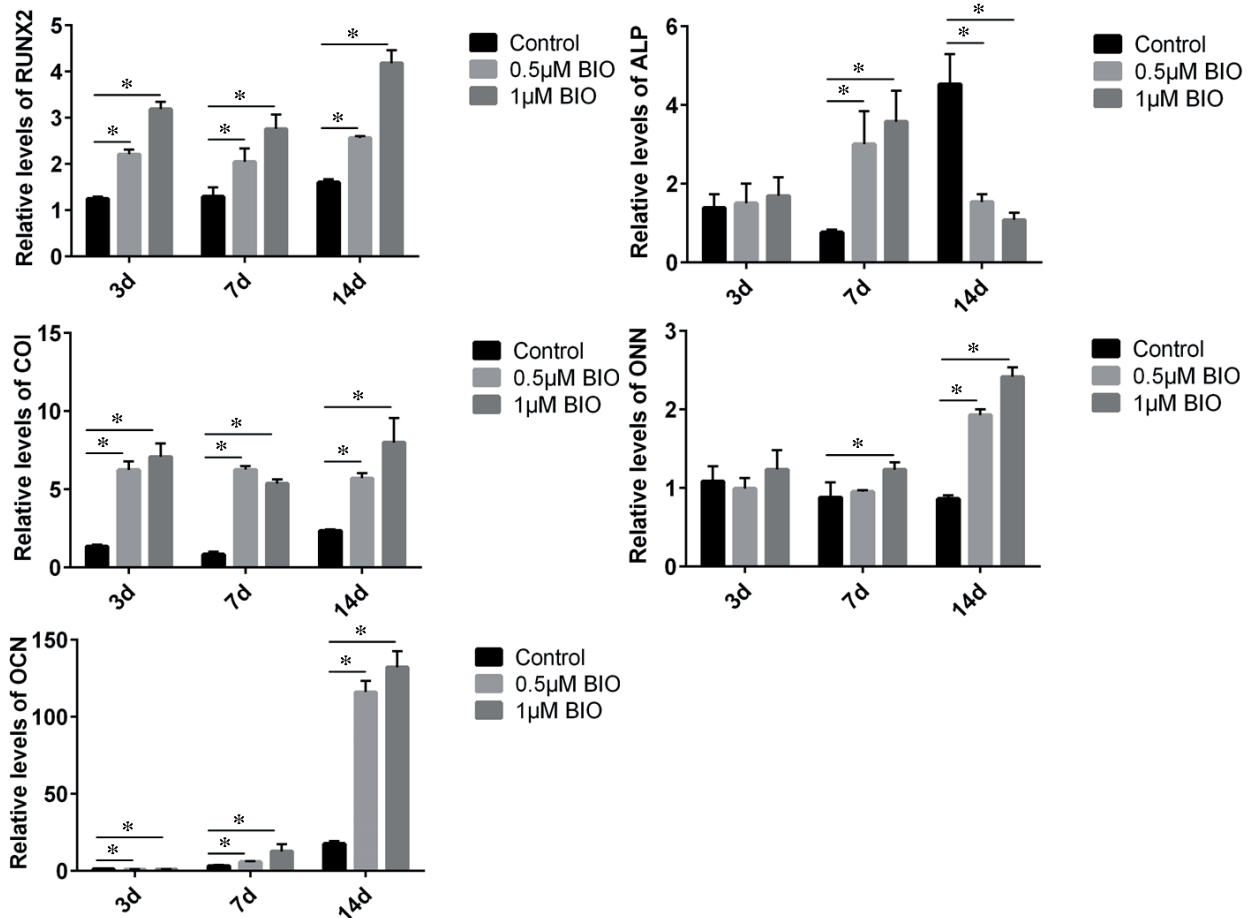 Relative levels of RUNX2
5
4
3
2
1
0
* * * * * *
3d 7d 14d
Control
0.5µM BIO
1µM BIO
Relative levels of ALP
6
4
2
0
* * * *
3d 7d 14d
Control
0.5µM BIO
1µM BIO
Relative levels of COI
15
10
5
0
* * * * * *
3d 7d 14d
Control
0.5µM BIO
1µM BIO
Relative levels of ONN
3
2
1
0
* * *
3d 7d 14d
Control
0.5µM BIO
1µM BIO
Relative levels of OCN
150
100
50
0
* * * * * *
3d 7d 14d
Control
0.5µM BIO
1µM BIO